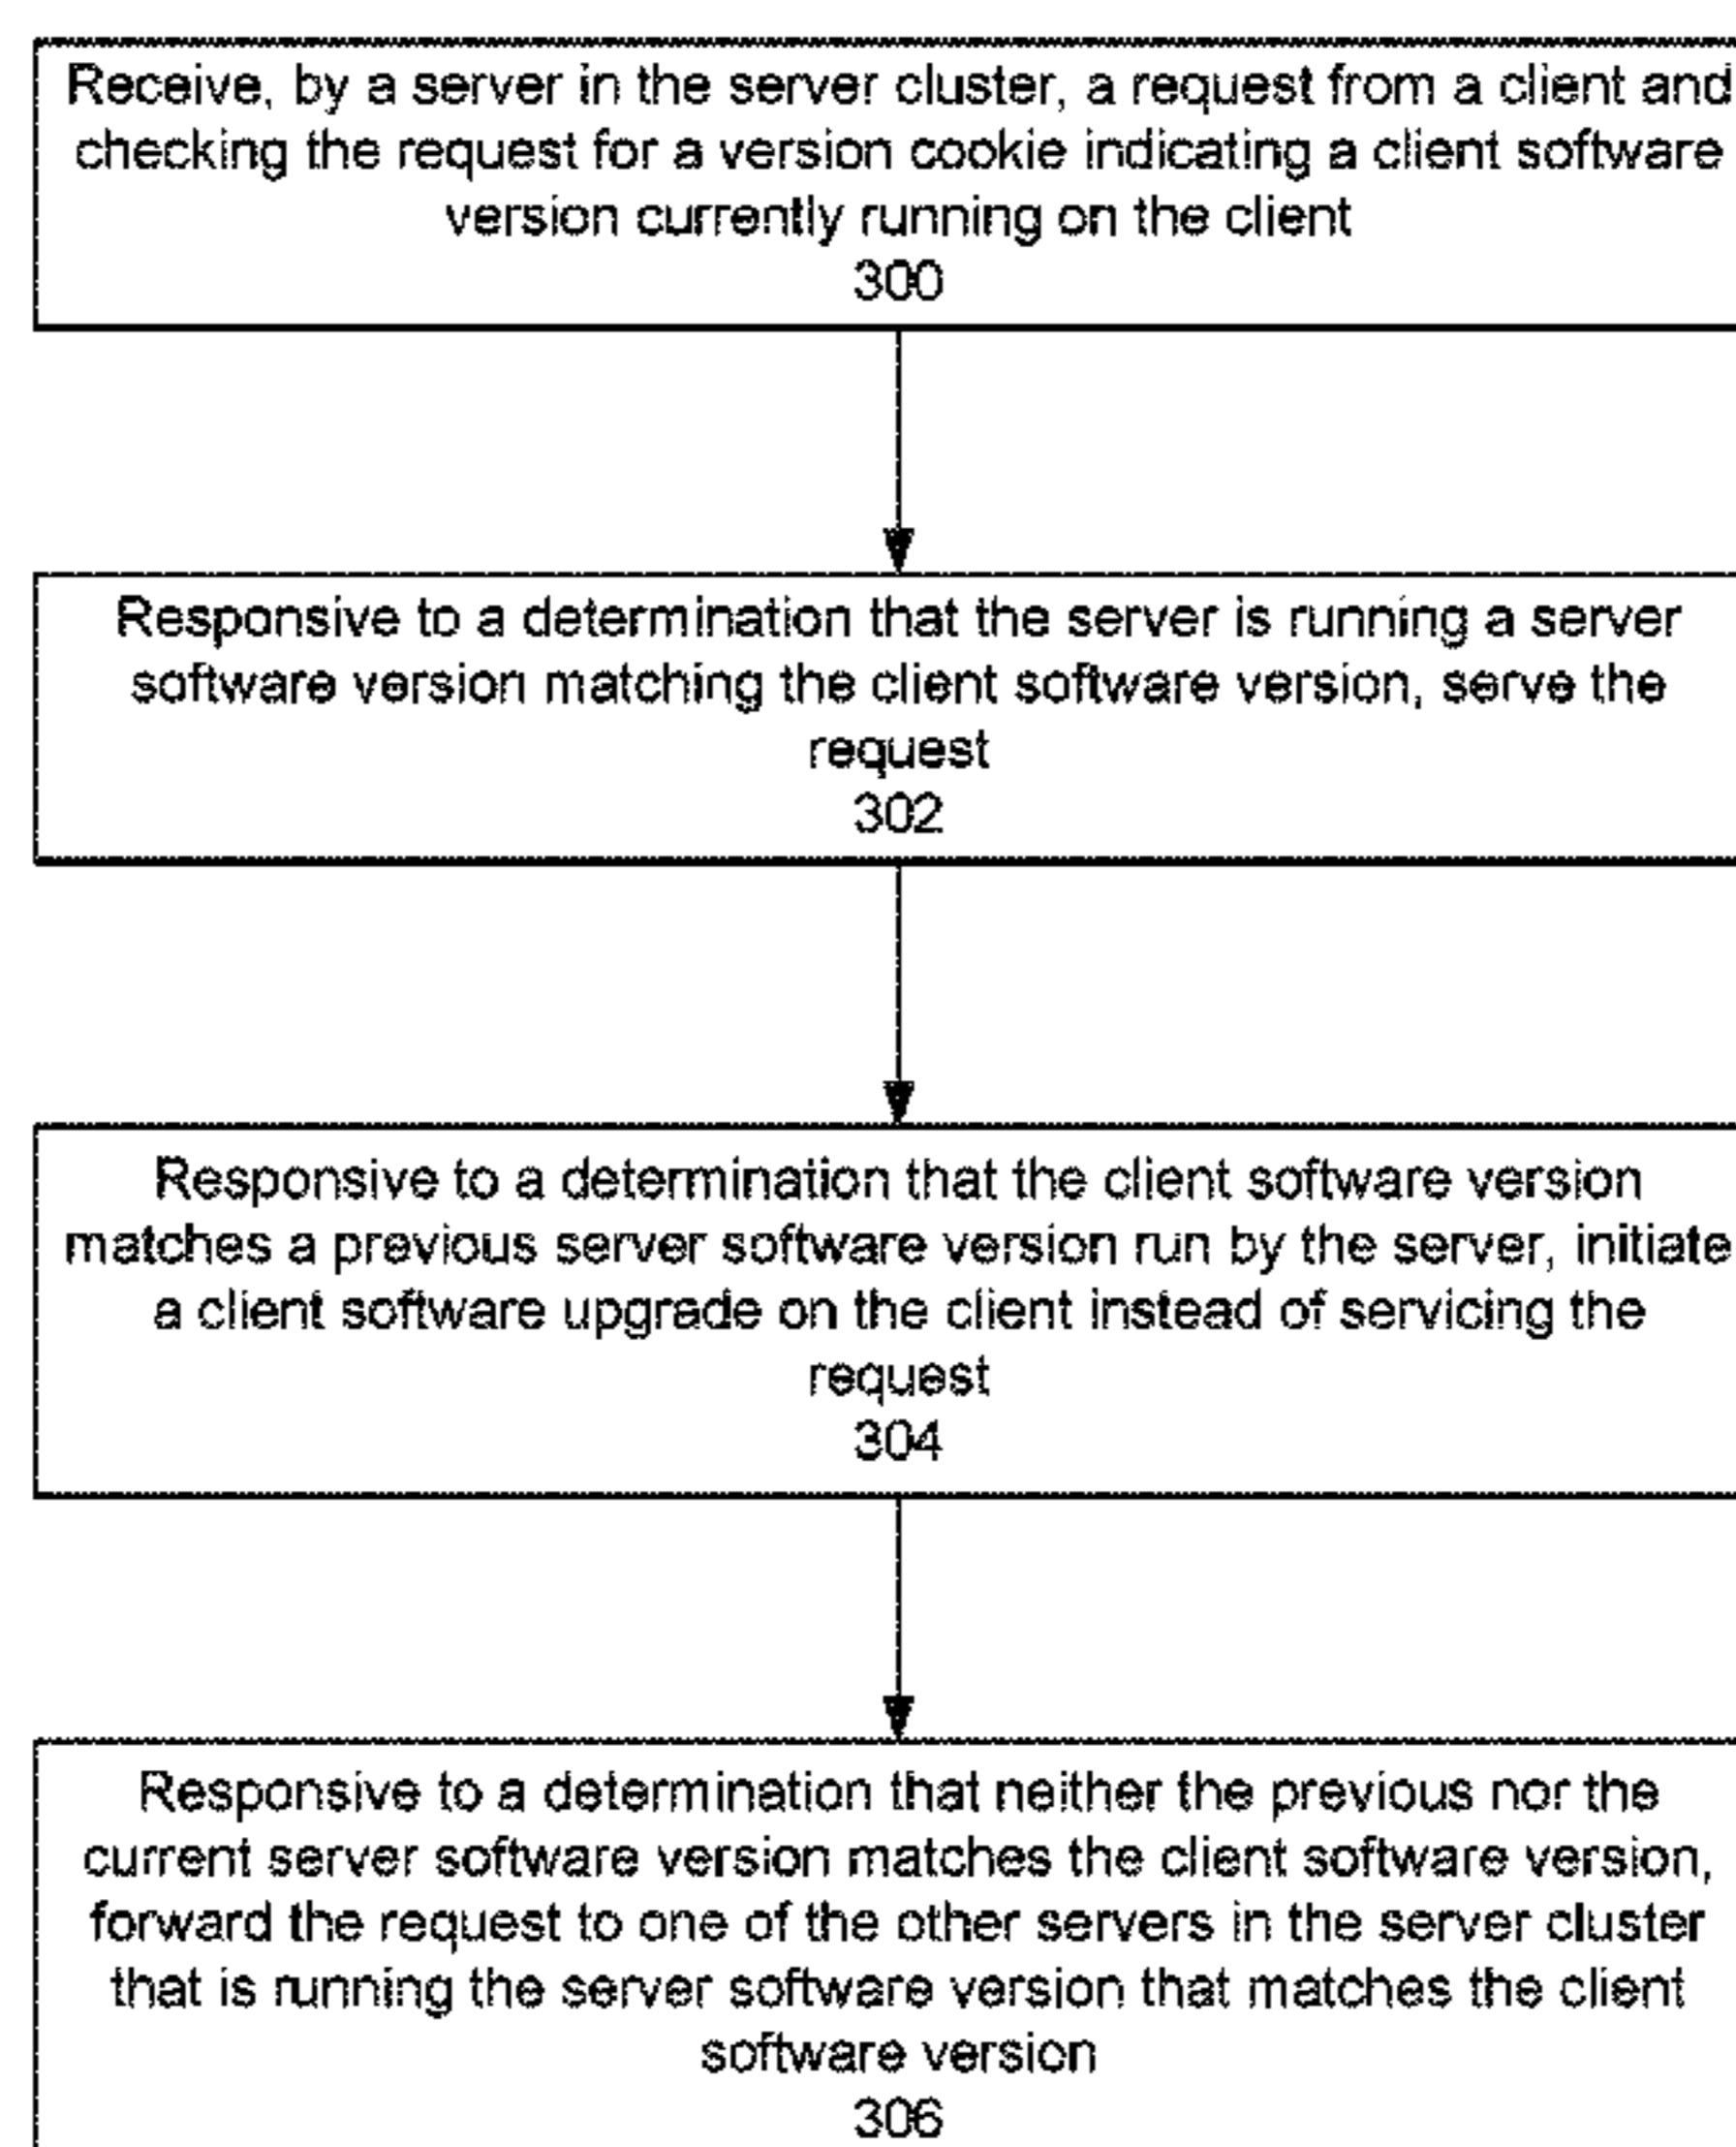 Receive, by a server in the server cluster, a request from a client and
checking the request for a version cookie indicating a client software
version currently running on the client
300
Responsive to a determination that the server is running a server
software version matching the client software version, serve the
request
302
Responsive to a determination that the client software version
matches a previous server software version run by the server, initiate
a client software upgrade on the client instead of servicing the
request
304
Responsive to a determination that neither the previous nor the
current server software version matches the client software version,
forward the request to one of the other servers in the server cluster
that is running the server software version that matches the client
software version
306